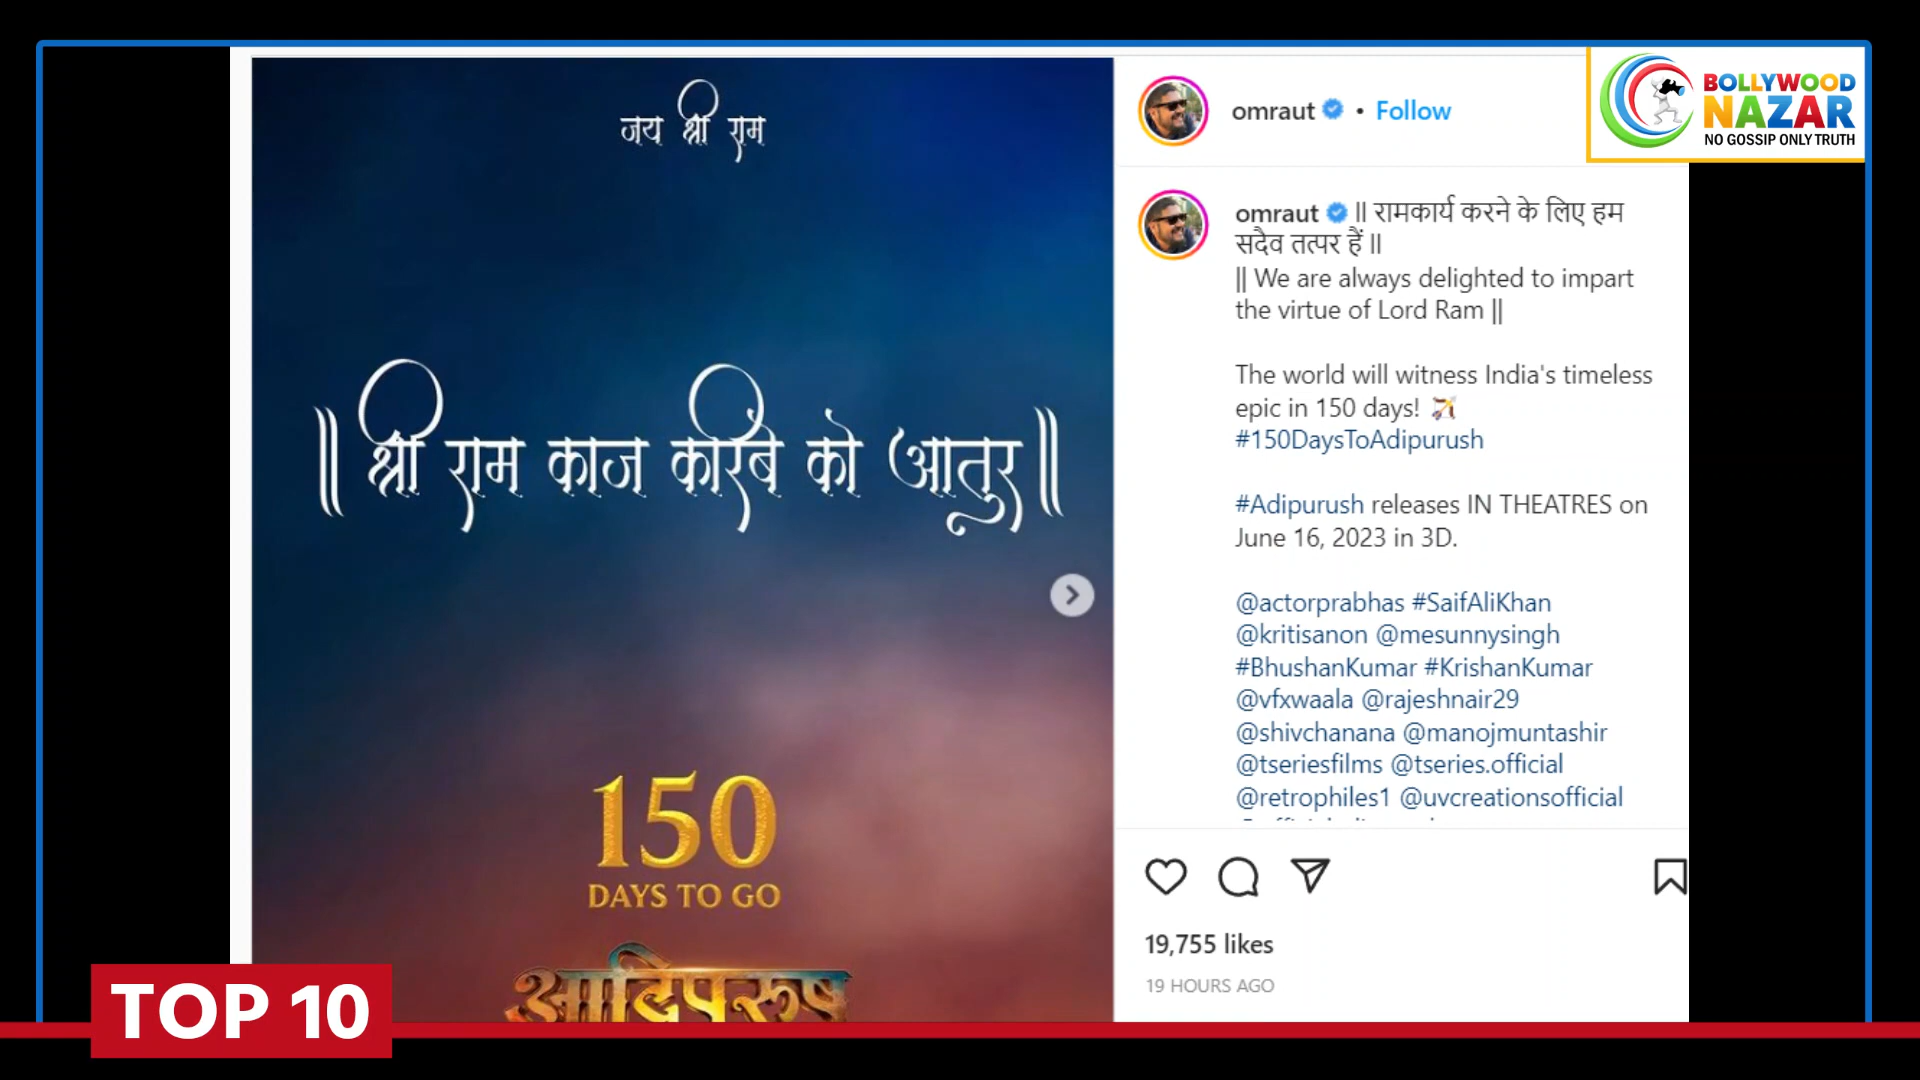 जय श्री राम
|| श्री राम काज करिबे को आतुर ||
150
DAYS TO GO
आदिपुरूष
omraut • Follow
omraut || रामकार्य करने के लिए हम
सदैव तत्पर हैं ||
|| We are always delighted to impart
the virtue of Lord Ram ||
The world will witness India's timeless
epic in 150 days! 🏹
#150DaysToAdipurush
#Adipurush releases IN THEATRES on
June 16, 2023 in 3D.
@actorprabhas #SaifAliKhan
@kritisanon @mesunnysingh
#BhushanKumar #KrishanKumar
@vfxwaala @rajeshnair29
@shivchanana @manojmuntashir
@tseriesfilms @tseries.official
@retrophiles1 @uvcreationsofficial
19,755 likes
19 HOURS AGO
BOLLYWOOD
NAZAR
NO GOSSIP ONLY TRUTH
TOP 10